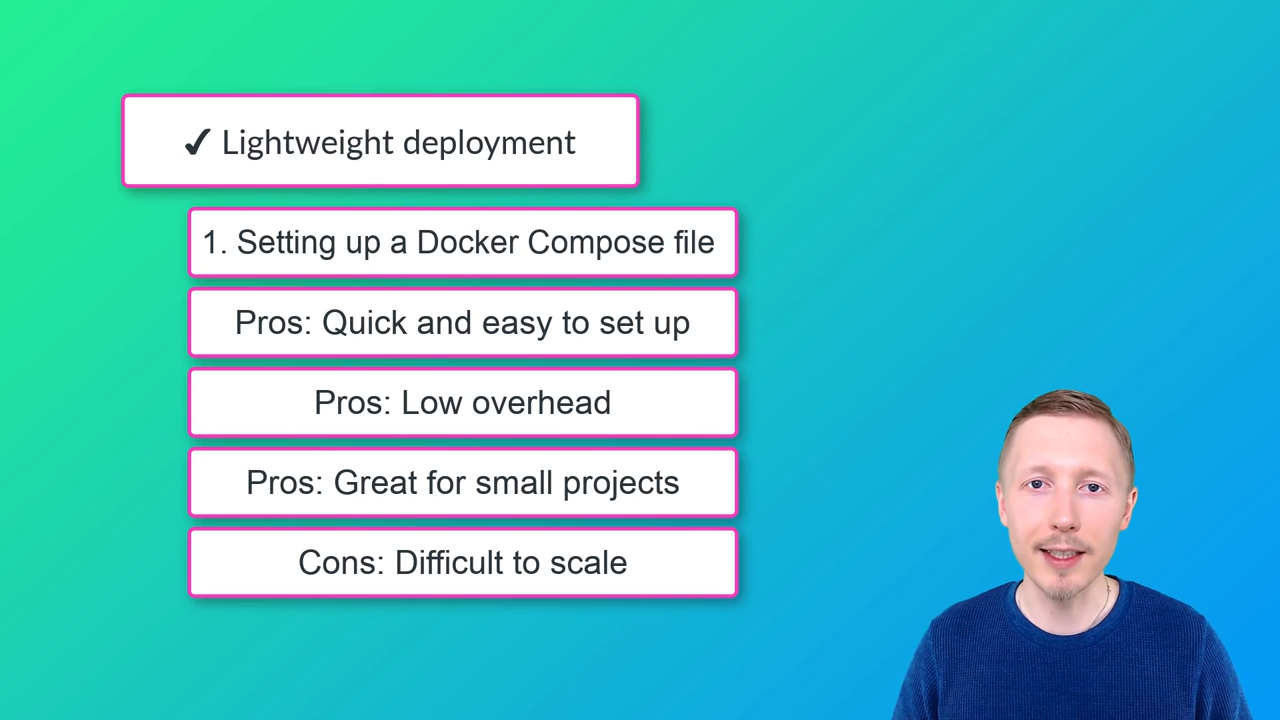 ✔ Lightweight deployment
1. Setting up a Docker Compose file
Pros: Quick and easy to set up
Pros: Low overhead
Pros: Great for small projects
Cons: Difficult to scale